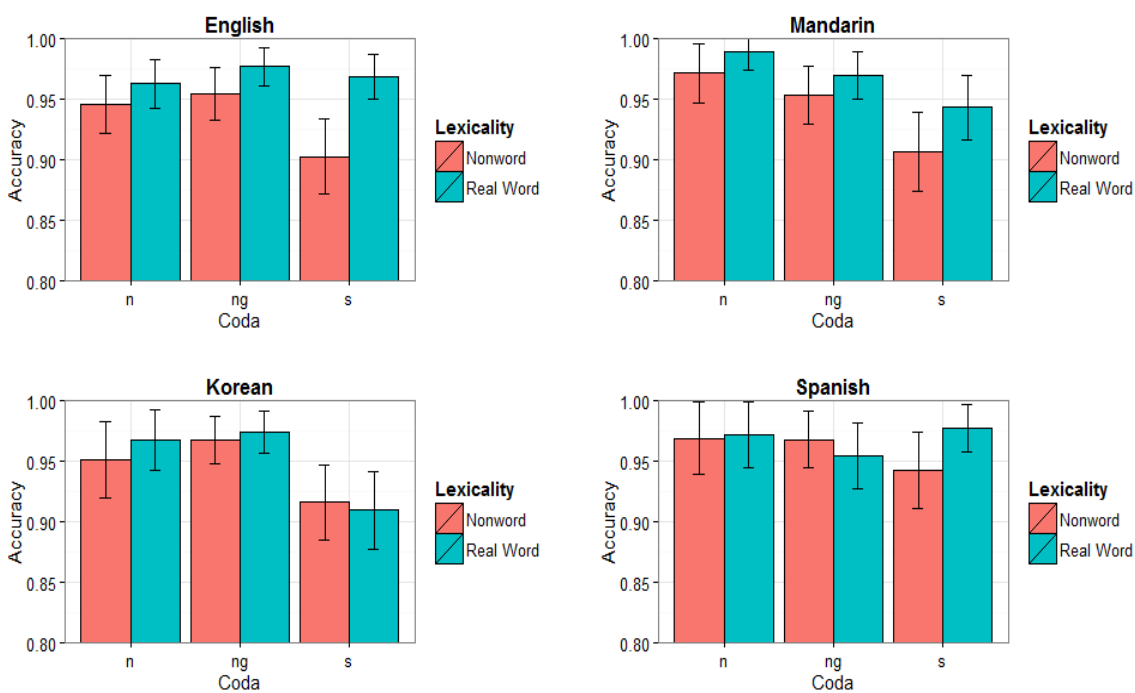 English
1.00
0.95
0.90
0.85
0.80
Accuracy
n ng s
Coda
Lexicality
Nonword
Real Word
Mandarin
1.00
0.95
0.90
0.85
0.80
Accuracy
n ng s
Coda
Lexicality
Nonword
Real Word
Korean
1.00
0.95
0.90
0.85
0.80
Accuracy
n ng s
Coda
Lexicality
Nonword
Real Word
Spanish
1.00
0.95
0.90
0.85
0.80
Accuracy
n ng s
Coda
Lexicality
Nonword
Real Word